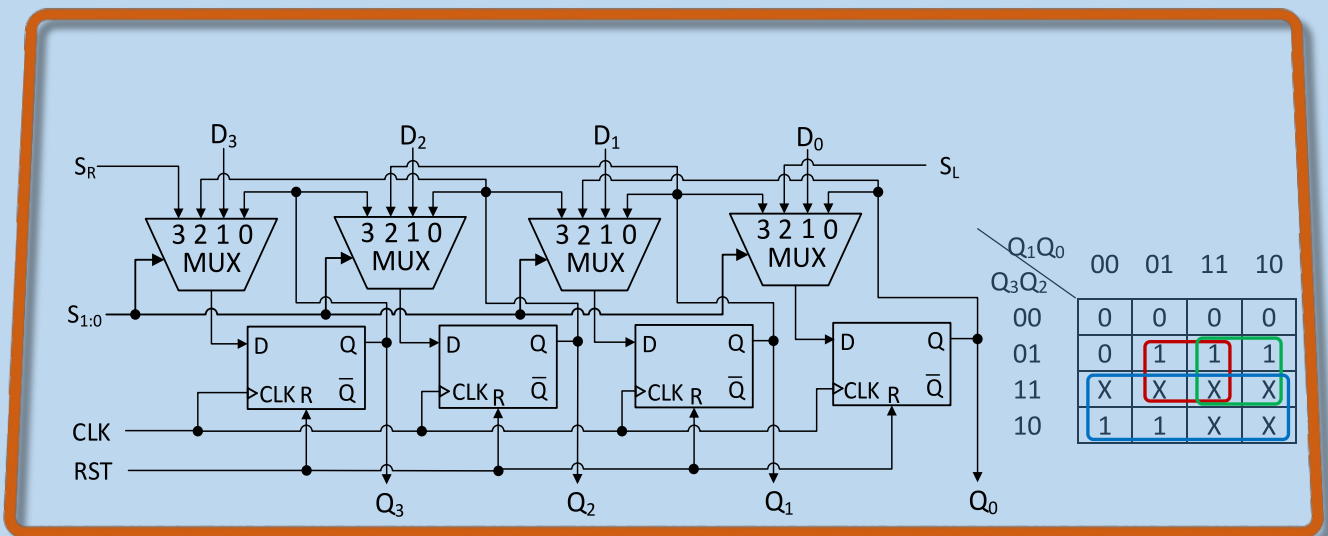 D₃ D₂ D₁ D₀
S_R S_L
3 2 1 0 3 2 1 0 3 2 1 0 3 2 1 0
MUX MUX MUX MUX
S₁:₀
D Q D Q D Q D Q
CLK R Q̅ CLK R Q̅ CLK R Q̅ CLK R Q̅
CLK
RST
Q₃ Q₂ Q₁ Q₀
Q₁Q₀ 00 01 11 10
Q₃Q₂
00 0 0 0 0
01 0 1 1 1
11 X X X X
10 1 1 X X